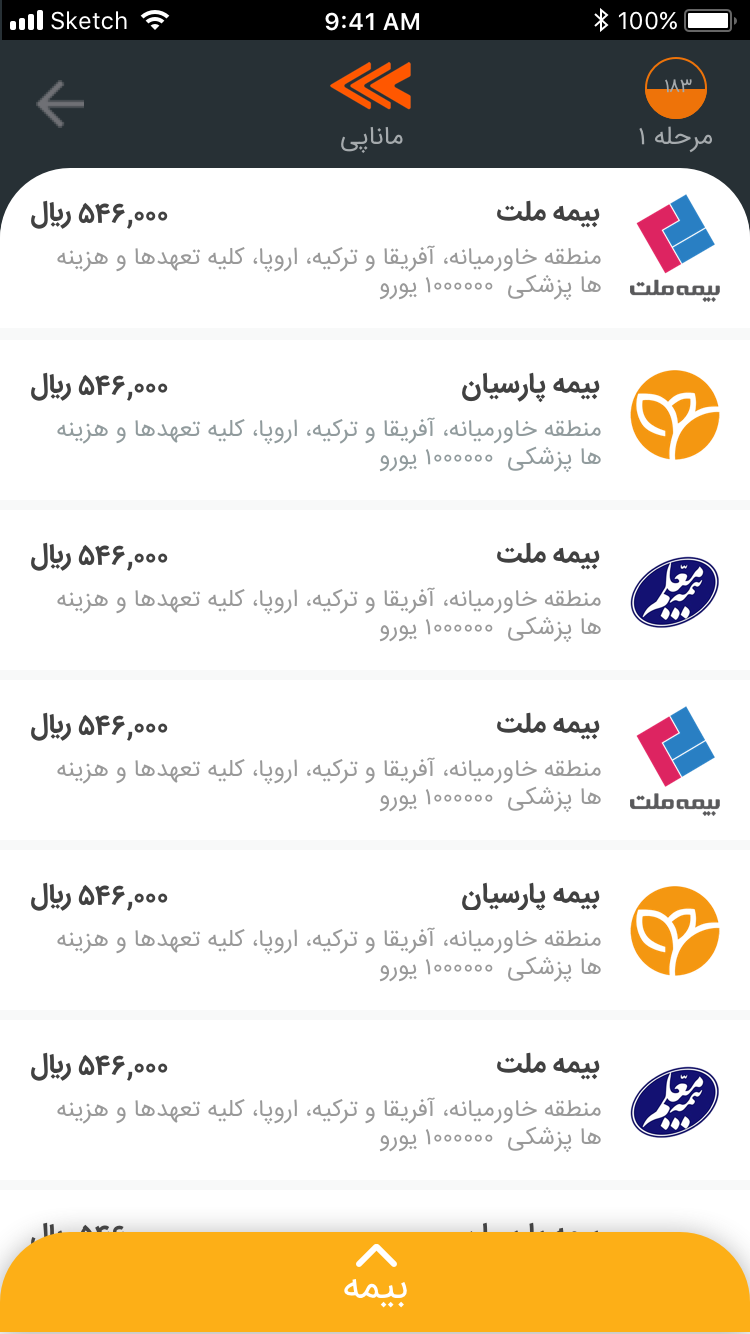 Sketch 9:41 AM 100%
۱۸۳
مرحله ۱
ماناپی
بیمه ملت ۵۴۶,۰۰۰ ریال
منطقه خاورمیانه، آفریقا و ترکیه، اروپا، کلیه تعهدها و هزینه
ها پزشکی ۱۰۰۰۰۰۰ یورو
بیمه ملت
بیمه پارسیان ۵۴۶,۰۰۰ ریال
منطقه خاورمیانه، آفریقا و ترکیه، اروپا، کلیه تعهدها و هزینه
ها پزشکی ۱۰۰۰۰۰۰ یورو
بیمه ملت ۵۴۶,۰۰۰ ریال
منطقه خاورمیانه، آفریقا و ترکیه، اروپا، کلیه تعهدها و هزینه
ها پزشکی ۱۰۰۰۰۰۰ یورو
بیمه معلم
بیمه ملت ۵۴۶,۰۰۰ ریال
منطقه خاورمیانه، آفریقا و ترکیه، اروپا، کلیه تعهدها و هزینه
ها پزشکی ۱۰۰۰۰۰۰ یورو
بیمه ملت
بیمه پارسیان ۵۴۶,۰۰۰ ریال
منطقه خاورمیانه، آفریقا و ترکیه، اروپا، کلیه تعهدها و هزینه
ها پزشکی ۱۰۰۰۰۰۰ یورو
بیمه ملت ۵۴۶,۰۰۰ ریال
منطقه خاورمیانه، آفریقا و ترکیه، اروپا، کلیه تعهدها و هزینه
ها پزشکی ۱۰۰۰۰۰۰ یورو
بیمه معلم
بیمه